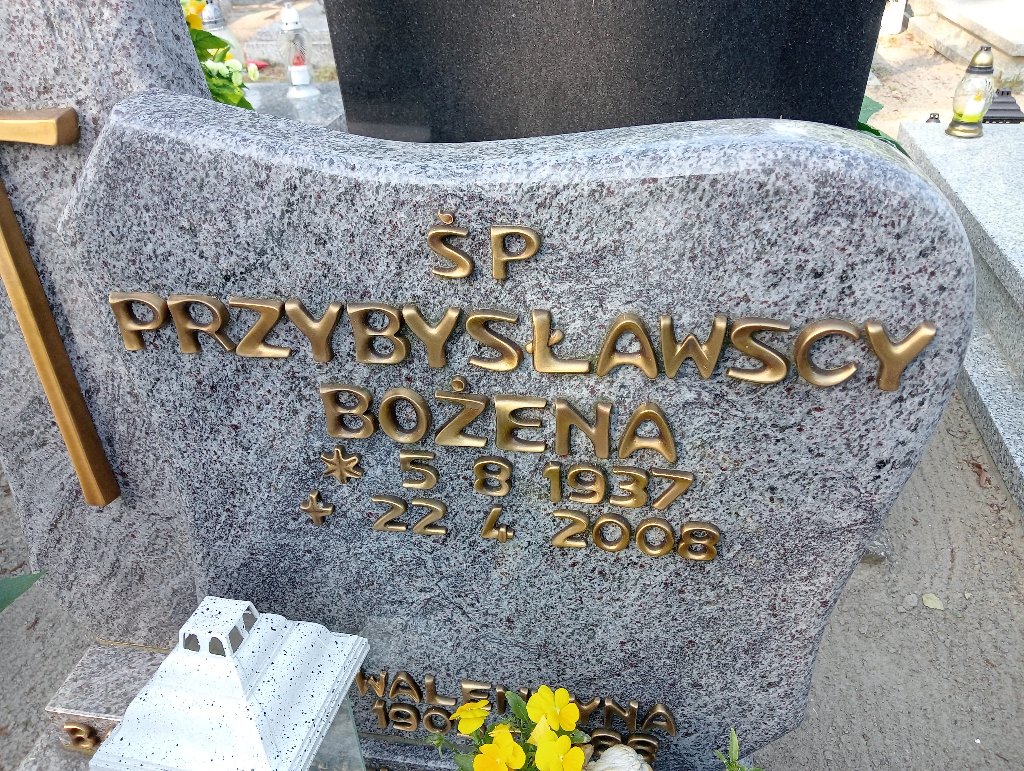 ŚP
PRZYBYSŁAWSCY
BOŻENA
* 5 8 1937
+ 22 4 2008